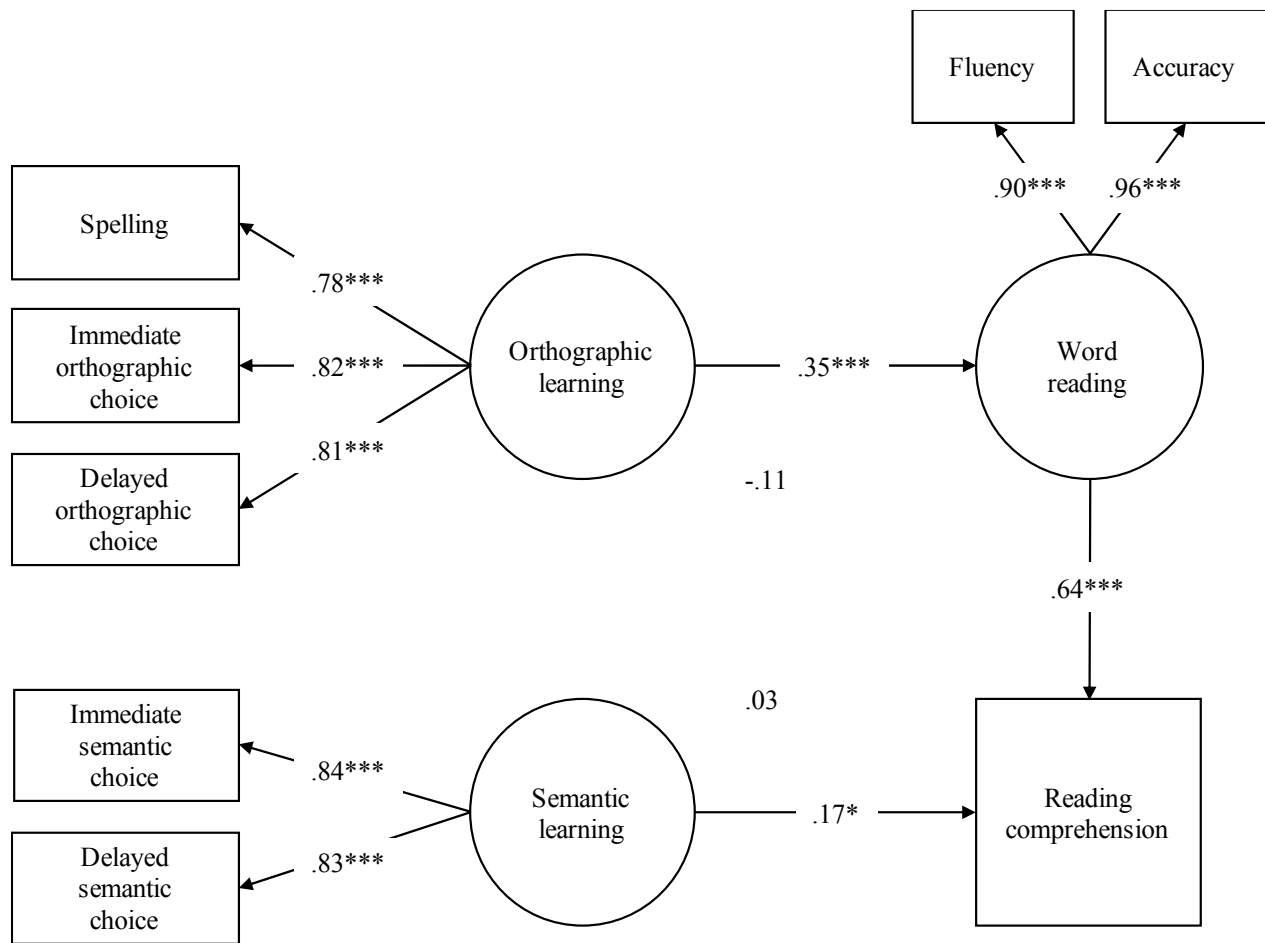 Fluency
Accuracy
.90***
.96***
Spelling
.78***
Immediate
orthographic
choice
.82***
Orthographic
learning
.35***
Word
reading
.81***
Delayed
orthographic
choice
-.11
.64***
Immediate
semantic
choice
.03
.84***
Semantic
learning
.17*
Reading
comprehension
.83***
Delayed
semantic
choice